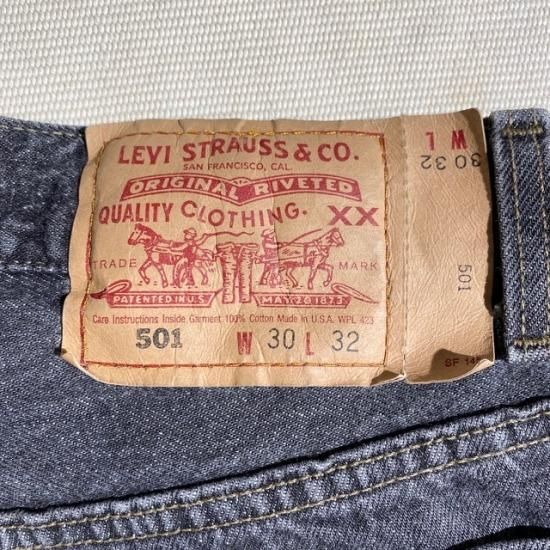 LEVI STRAUSS & CO.
SAN FRANCISCO, CAL.
ORIGINAL RIVETED
QUALITY CLOTHING. XX
TRADE MARK
PATENTED IN U.S. MAY 20 1873
Care Instructions Inside Garment 100% Cotton Made in U.S.A. WPL 423
501 W 30 L 32
W L
30 32
501
SF